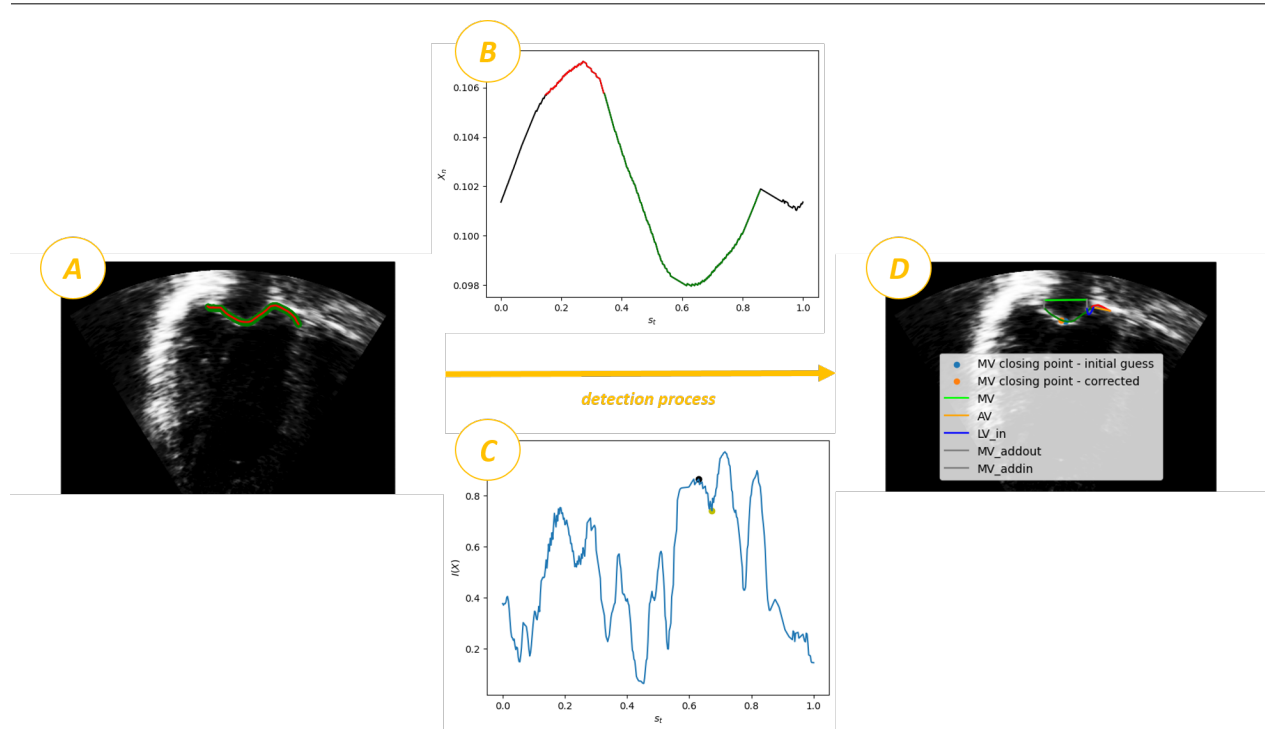 B
0.106
0.104
0.102
0.100
0.098
X_n
0.0
0.2
0.4
0.6
0.8
1.0
s_t
A
D
MV closing point - initial guess
MV closing point - corrected
MV
AV
LV_in
MV_addout
MV_addin
detection process
C
0.8
0.6
0.4
0.2
I(X)
0.0
0.2
0.4
0.6
0.8
1.0
s_t